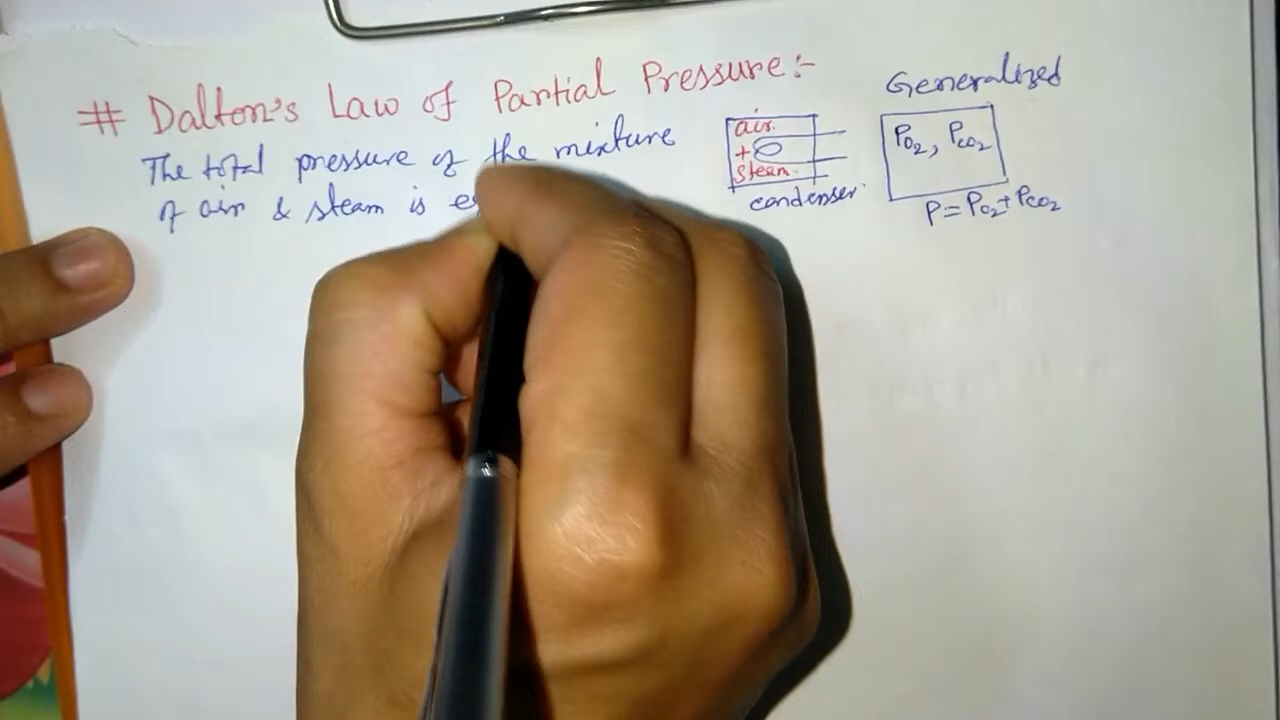 # Dalton's Law of Partial Pressure:-
The total pressure of the mixture
of air & steam is e
air
+
Steam.
condenser.
Generalized
PO2, PCO2
P = PO2 + PCO2